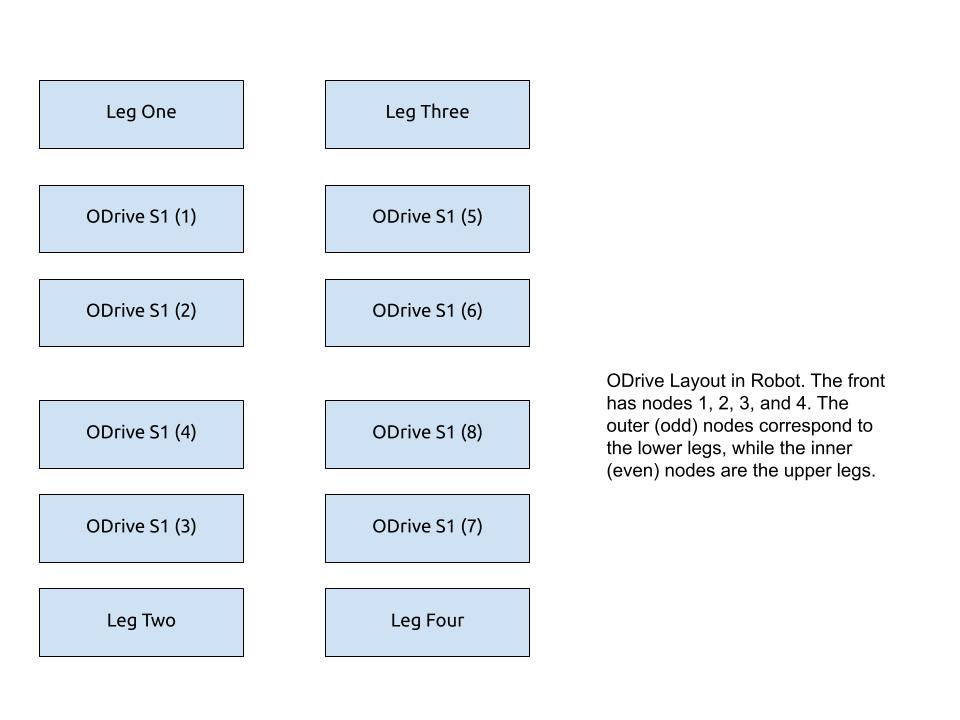 Leg One
Leg Three
ODrive S1 (1)
ODrive S1 (5)
ODrive S1 (2)
ODrive S1 (6)
ODrive S1 (4)
ODrive S1 (8)
ODrive S1 (3)
ODrive S1 (7)
Leg Two
Leg Four
ODrive Layout in Robot. The front
has nodes 1, 2, 3, and 4. The
outer (odd) nodes correspond to
the lower legs, while the inner
(even) nodes are the upper legs.